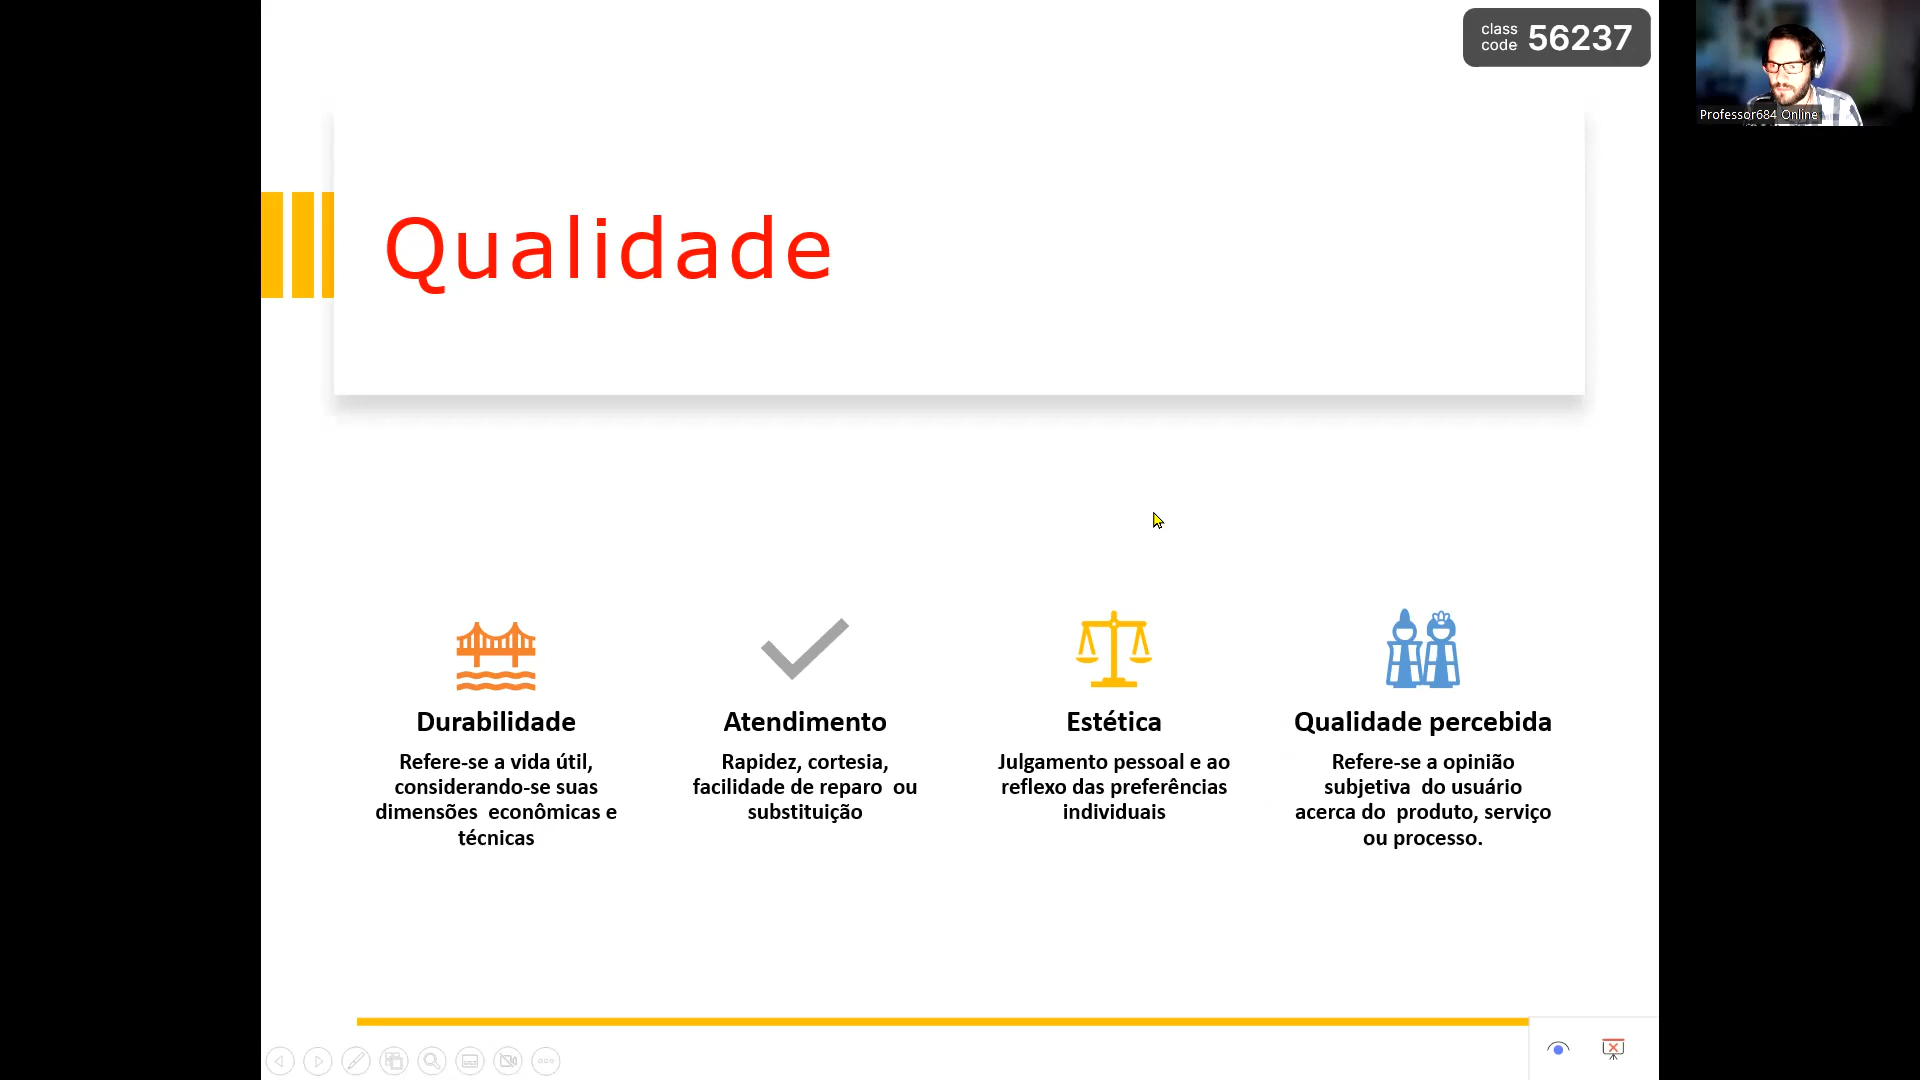 class
code 56237
Professor684 Online
Qualidade
Durabilidade
Refere-se a vida útil,
considerando-se suas
dimensões  econômicas e
técnicas
Atendimento
Rapidez, cortesia,
facilidade de reparo  ou
substituição
Estética
Julgamento pessoal e ao
reflexo das preferências
individuais
Qualidade percebida
Refere-se a opinião
subjetiva  do usuário
acerca do  produto, serviço
ou processo.